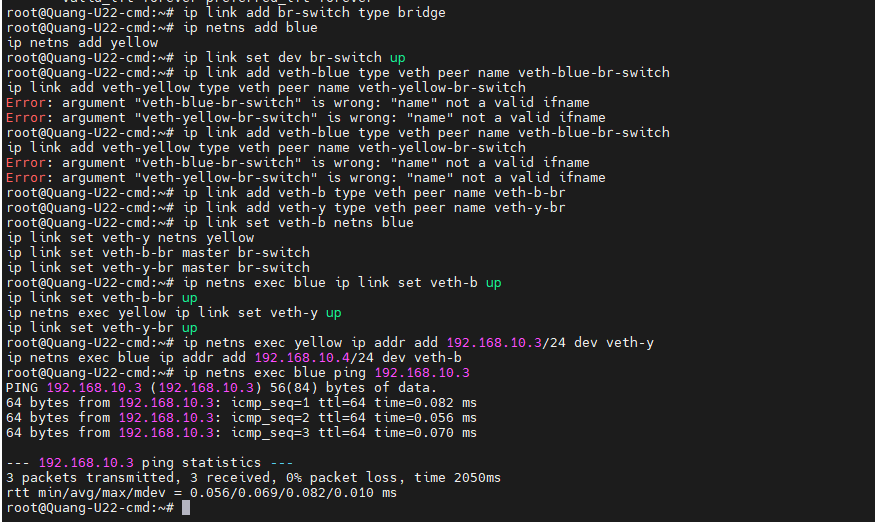 root@Quang-U22-cmd:~# ip link add br-switch type bridge
root@Quang-U22-cmd:~# ip netns add blue
ip netns add yellow
root@Quang-U22-cmd:~# ip link set dev br-switch up
root@Quang-U22-cmd:~# ip link add veth-blue type veth peer name veth-blue-br-switch
ip link add veth-yellow type veth peer name veth-yellow-br-switch
Error: argument "veth-blue-br-switch" is wrong: "name" not a valid ifname
Error: argument "veth-yellow-br-switch" is wrong: "name" not a valid ifname
root@Quang-U22-cmd:~# ip link add veth-blue type veth peer name veth-blue-br-switch
ip link add veth-yellow type veth peer name veth-yellow-br-switch
Error: argument "veth-blue-br-switch" is wrong: "name" not a valid ifname
Error: argument "veth-yellow-br-switch" is wrong: "name" not a valid ifname
root@Quang-U22-cmd:~# ip link add veth-b type veth peer name veth-b-br
root@Quang-U22-cmd:~# ip link add veth-y type veth peer name veth-y-br
root@Quang-U22-cmd:~# ip link set veth-b netns blue
ip link set veth-y netns yellow
ip link set veth-b-br master br-switch
ip link set veth-y-br master br-switch
root@Quang-U22-cmd:~# ip netns exec blue ip link set veth-b up
ip link set veth-b-br up
ip netns exec yellow ip link set veth-y up
ip link set veth-y-br up
root@Quang-U22-cmd:~# ip netns exec yellow ip addr add 192.168.10.3/24 dev veth-y
ip netns exec blue ip addr add 192.168.10.4/24 dev veth-b
root@Quang-U22-cmd:~# ip netns exec blue ping 192.168.10.3
PING 192.168.10.3 (192.168.10.3) 56(84) bytes of data.
64 bytes from 192.168.10.3: icmp_seq=1 ttl=64 time=0.082 ms
64 bytes from 192.168.10.3: icmp_seq=2 ttl=64 time=0.056 ms
64 bytes from 192.168.10.3: icmp_seq=3 ttl=64 time=0.070 ms
--- 192.168.10.3 ping statistics ---
3 packets transmitted, 3 received, 0% packet loss, time 2050ms
rtt min/avg/max/mdev = 0.056/0.069/0.082/0.010 ms
root@Quang-U22-cmd:~#